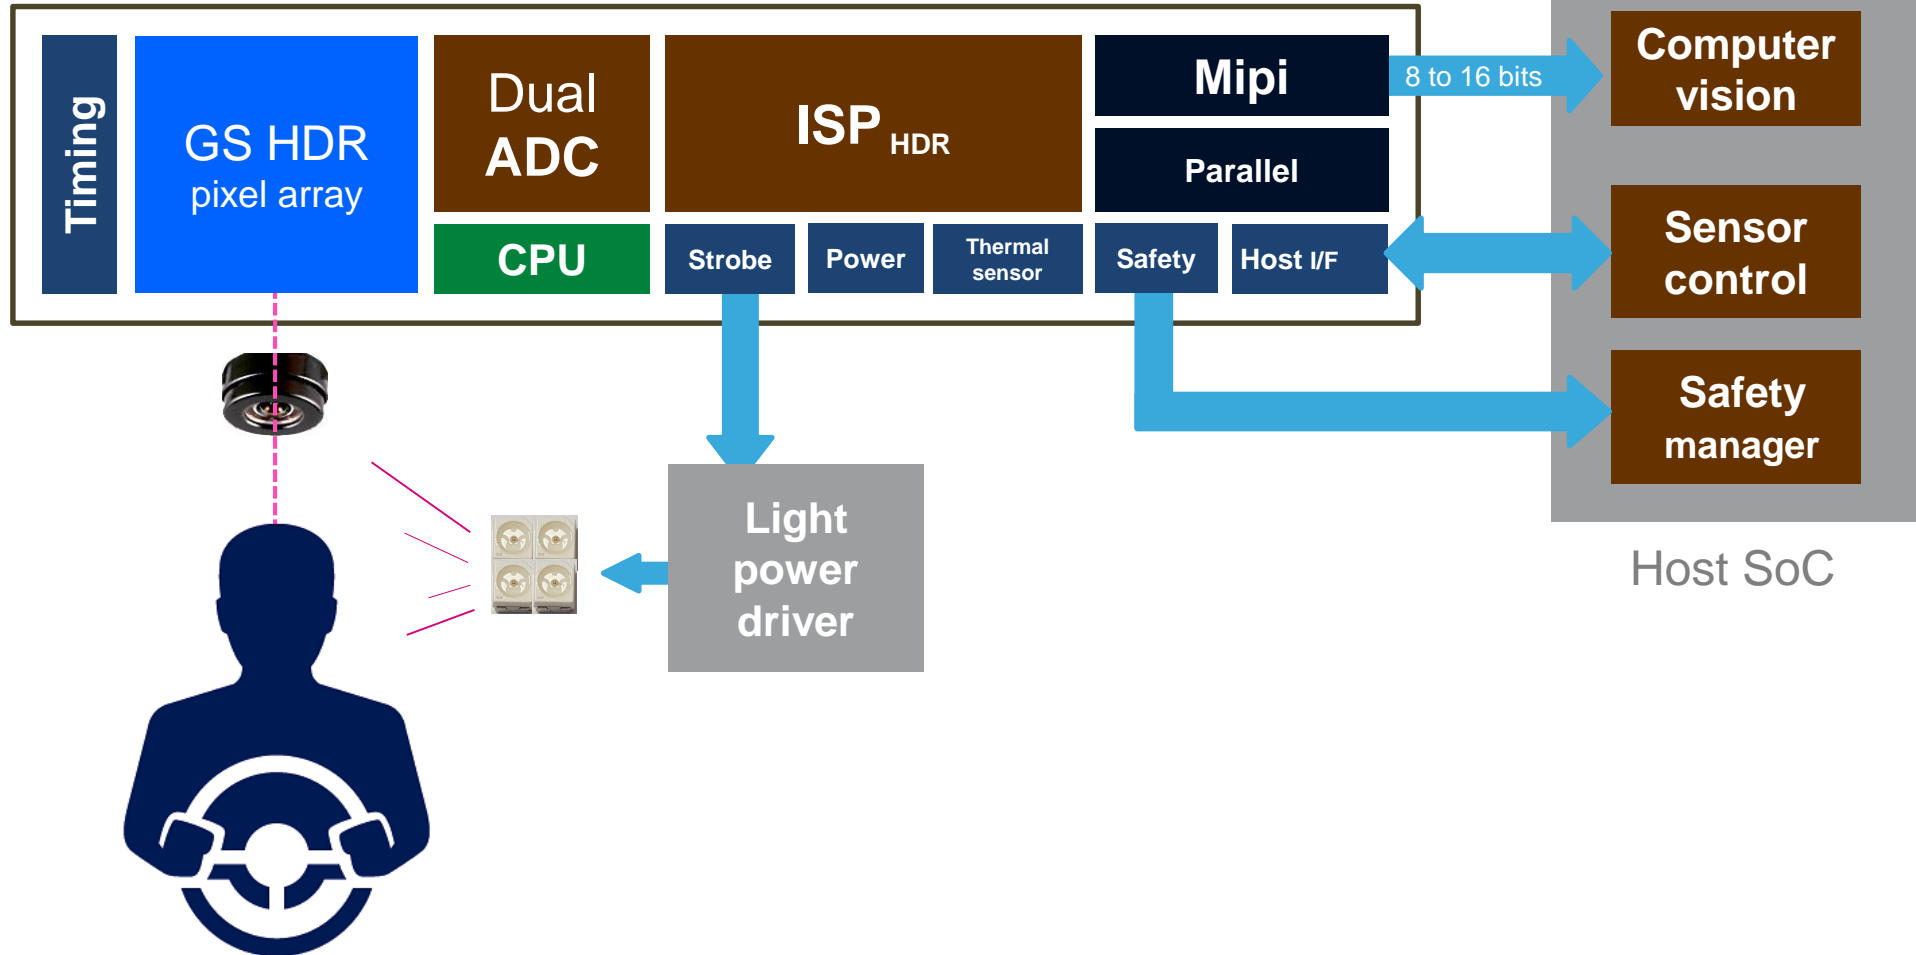 Timing
GS HDR
pixel array
Dual
ADC
CPU
ISP HDR
Mipi
Parallel
Strobe
Power
Thermal
sensor
Safety
Host I/F
8 to 16 bits
Computer
vision
Sensor
control
Safety
manager
Host SoC
Light
power
driver